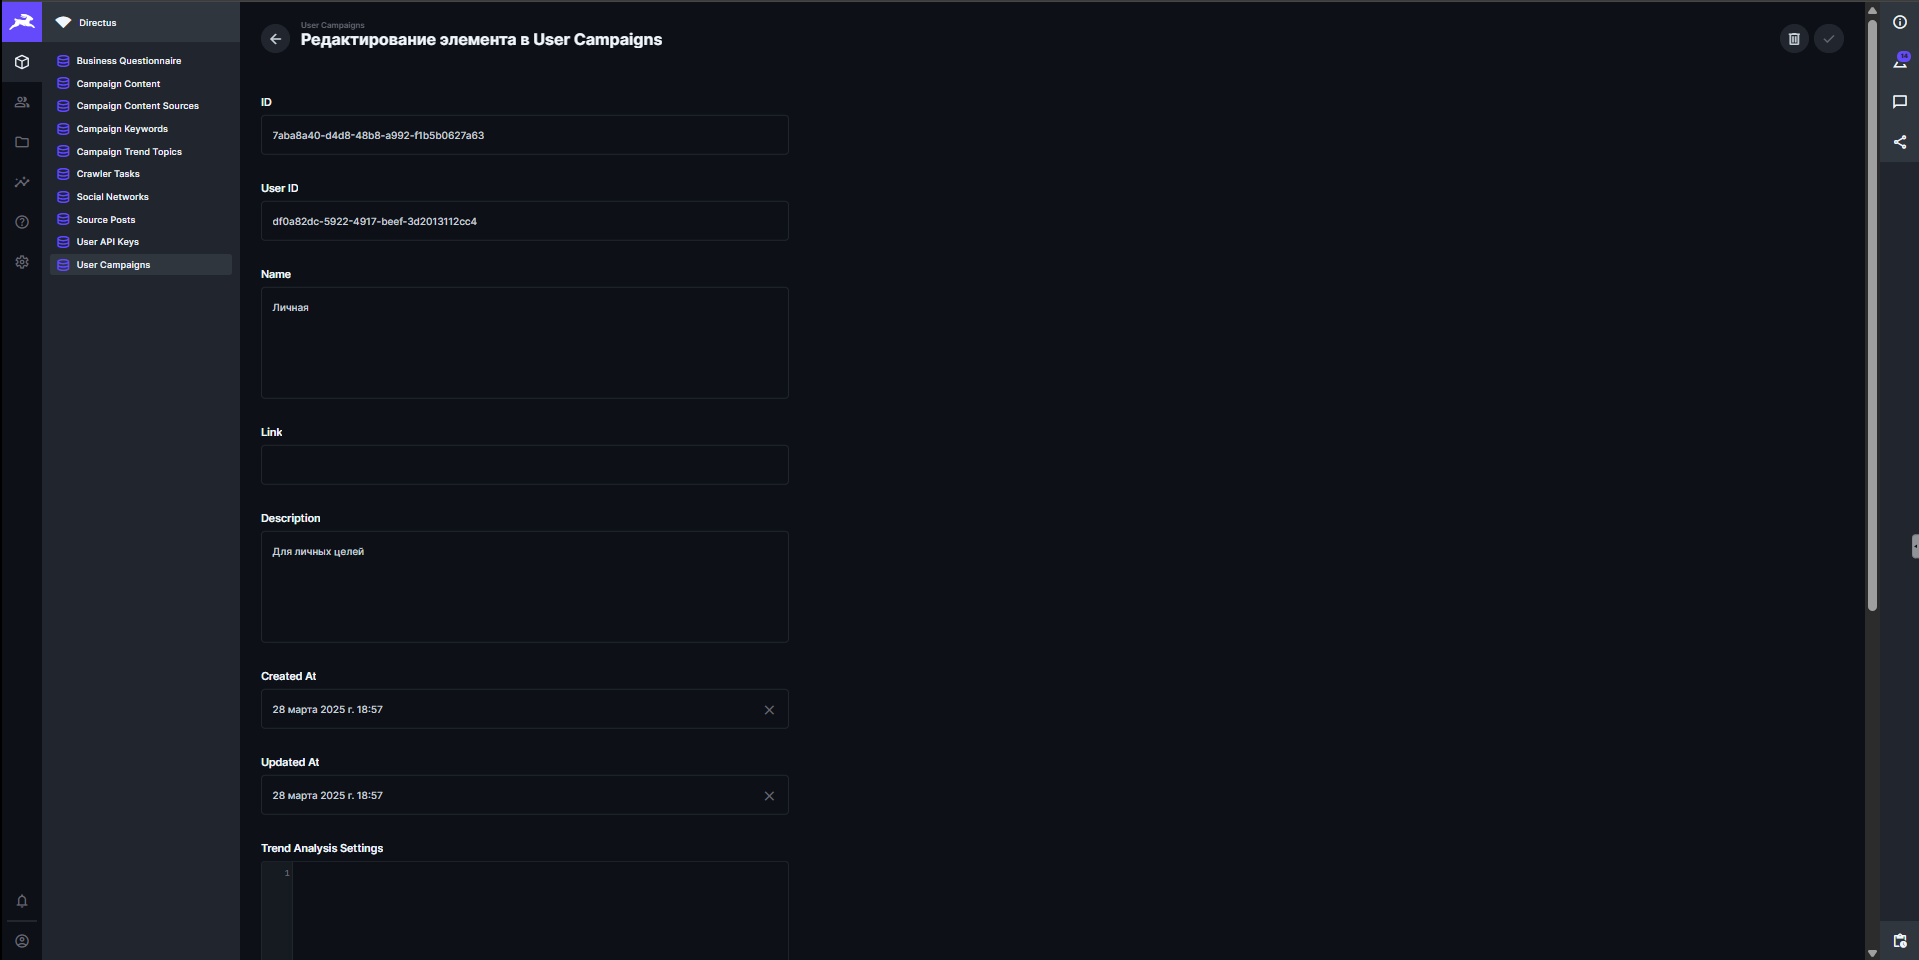 Directus
Business Questionnaire
Campaign Content
Campaign Content Sources
Campaign Keywords
Campaign Trend Topics
Crawler Tasks
Social Networks
Source Posts
User API Keys
User Campaigns
User Campaigns
Редактирование элемента в User Campaigns
ID
7aba8a40-d4d8-48b8-a992-f1b5b0627a63
User ID
df0a82dc-5922-4917-beef-3d2013112cc4
Name
Личная
Link
Description
Для личных целей
Created At
28 марта 2025 г. 18:57
Updated At
28 марта 2025 г. 18:57
Trend Analysis Settings
1